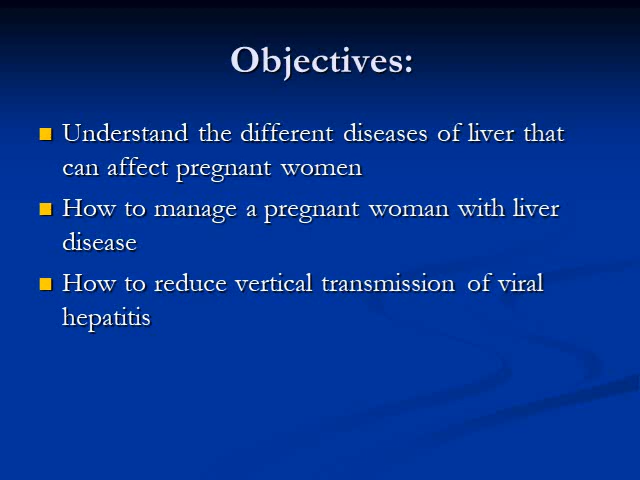 Objectives:
Understand the different diseases of liver that
can affect pregnant women
How to manage a pregnant woman with liver
disease
How to reduce vertical transmission of viral
hepatitis